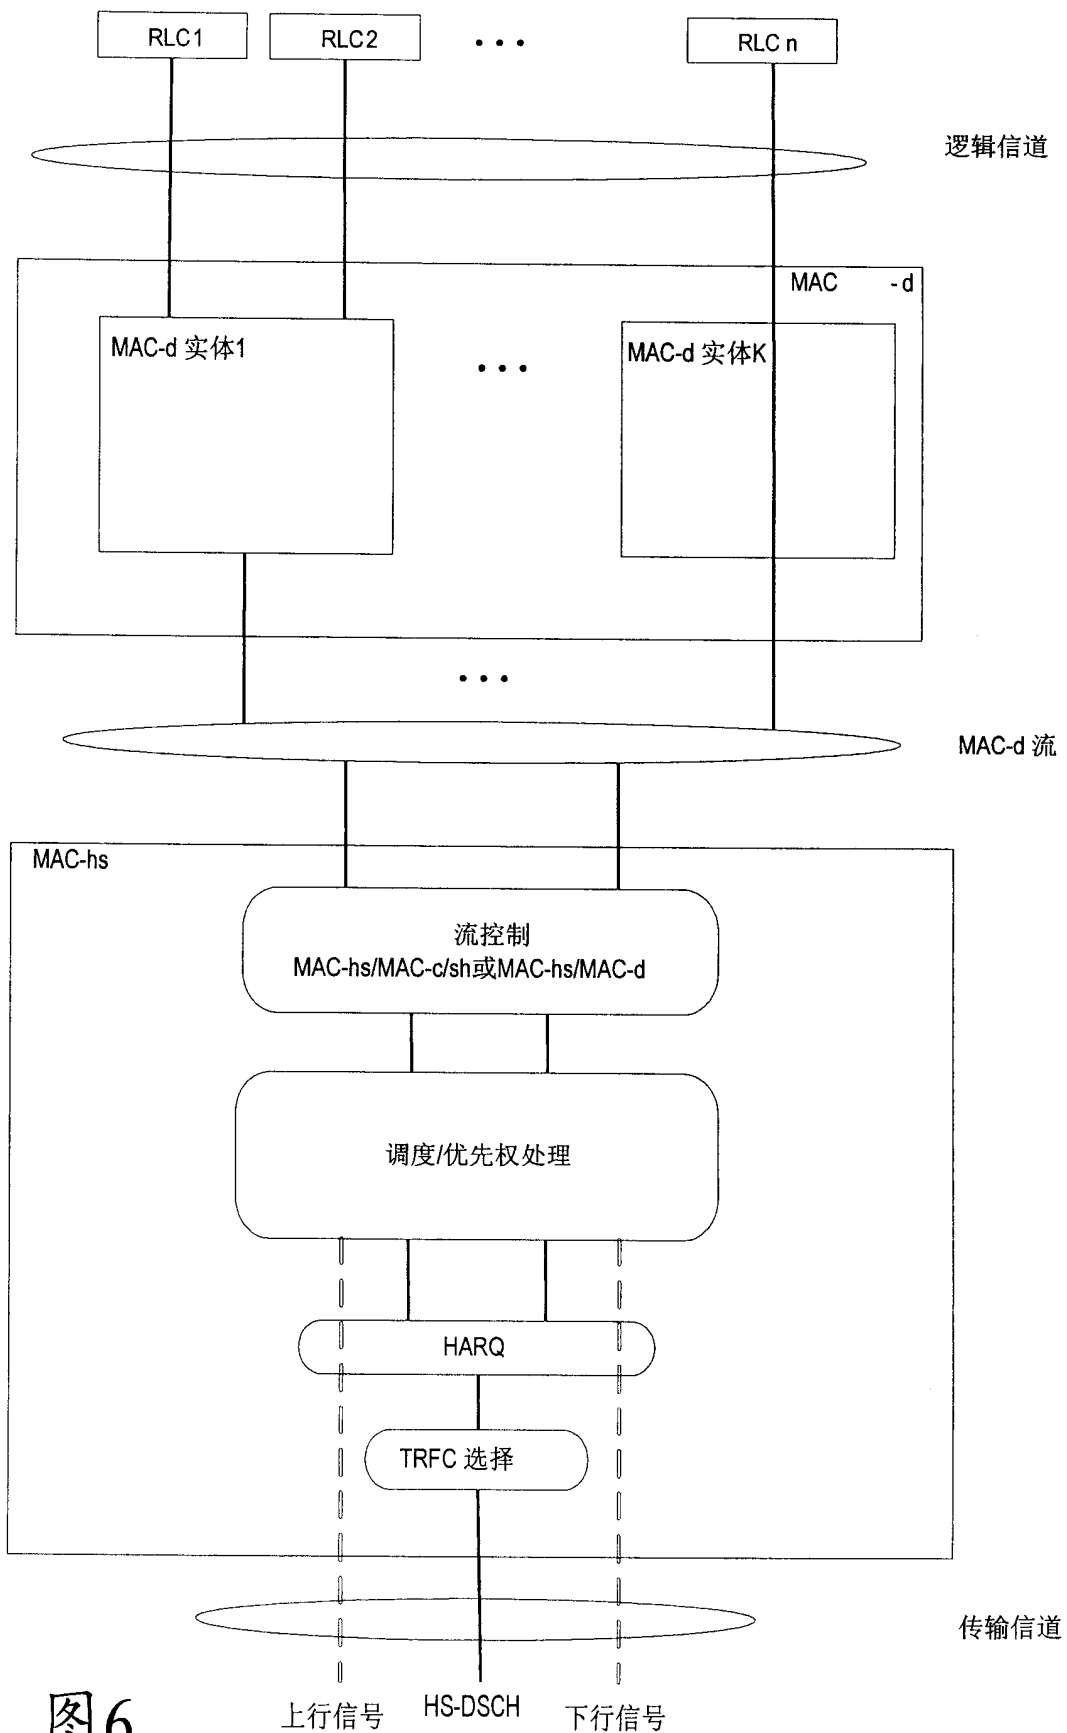 RLC1
RLC2
• • •
RLC n
逻辑信道
MAC -d
MAC-d 实体1
• • •
MAC-d 实体K
• • •
MAC-d 流
MAC-hs
流控制
MAC-hs/MAC-c/sh或MAC-hs/MAC-d
调度/优先权处理
HARQ
TRFC 选择
传输信道
上行信号
HS-DSCH
下行信号
图6